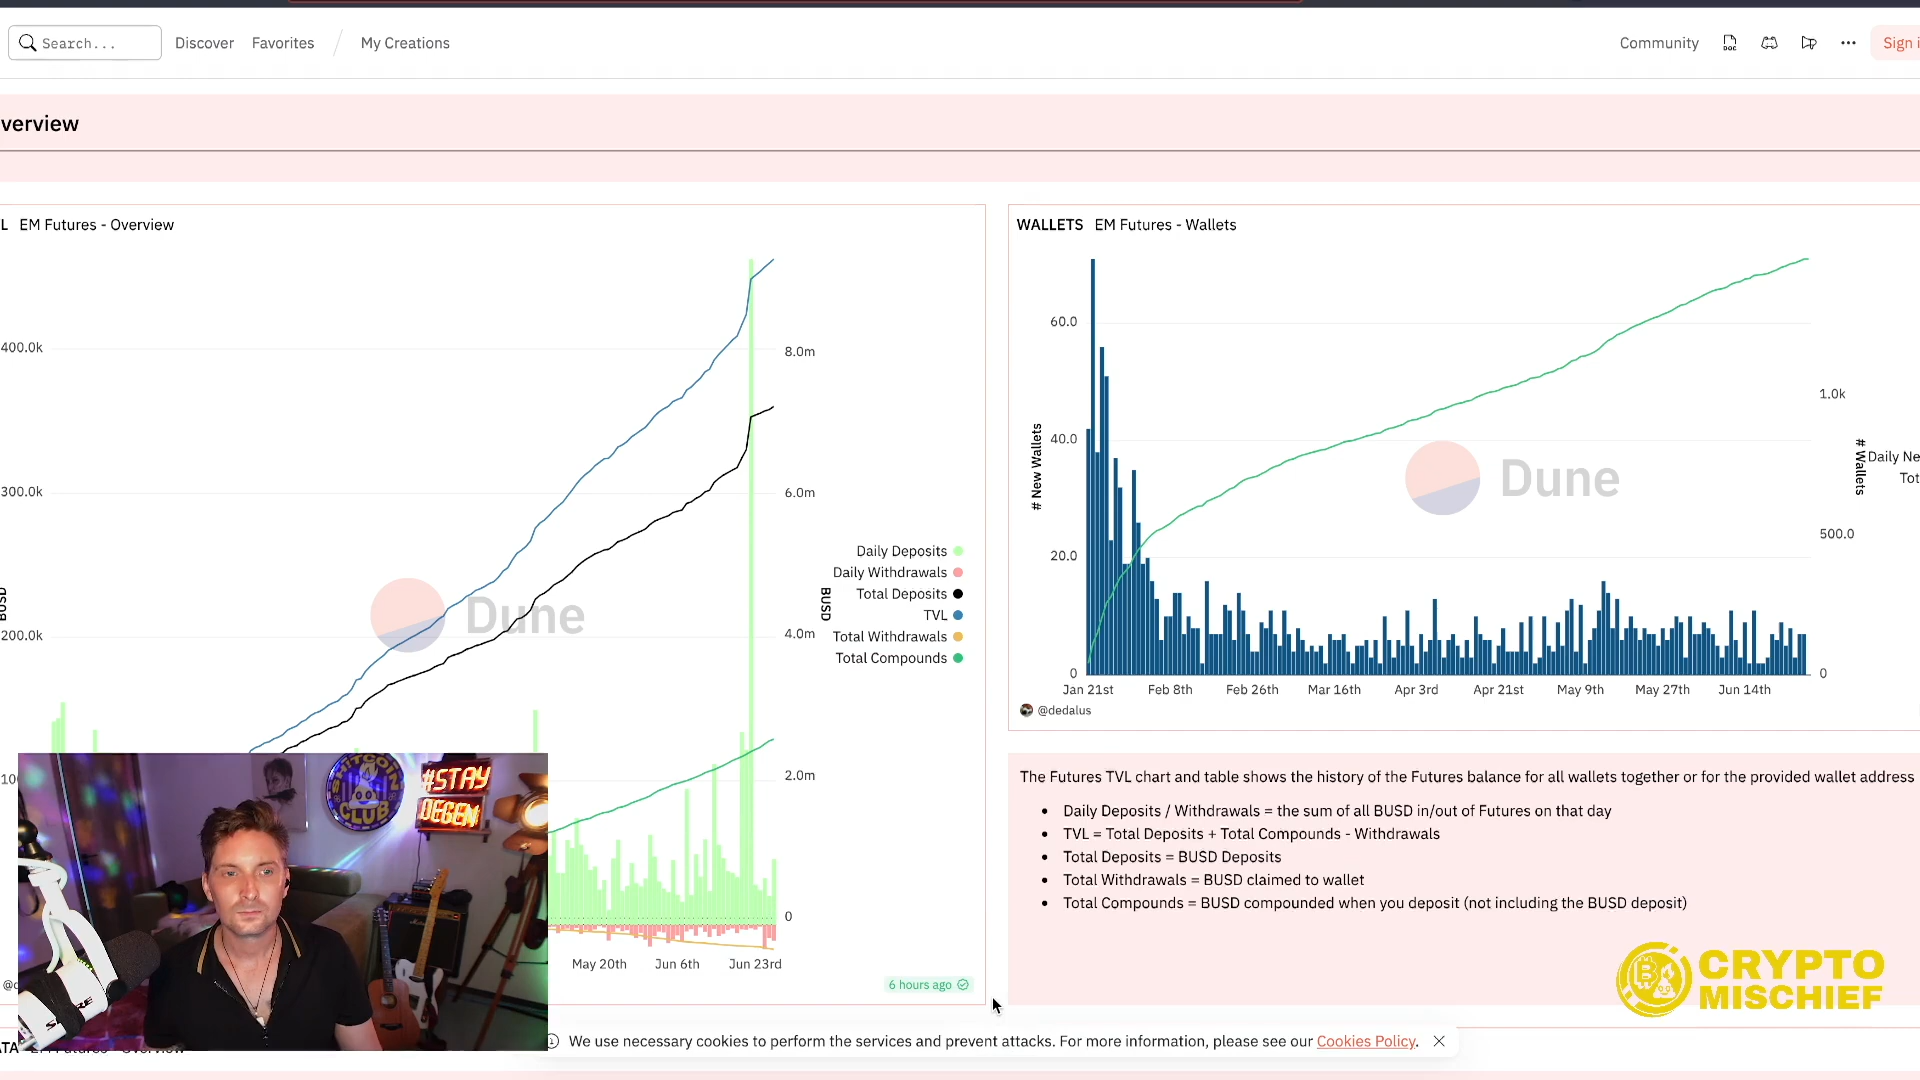 Search...
Discover
Favorites
My Creations
Community
Sign i
verview
L EM Futures - Overview
400.0k
300.0k
200.0k
10
BUSD
8.0m
6.0m
4.0m
2.0m
0
BUSD
Daily Deposits
Daily Withdrawals
Total Deposits
TVL
Total Withdrawals
Total Compounds
Dune
May 20th
Jun 6th
Jun 23rd
6 hours ago
WALLETS EM Futures - Wallets
60.0
40.0
20.0
0
# New Wallets
1.0k
500.0
0
# Wallets
Daily Ne
Tot
Dune
Jan 21st
Feb 8th
Feb 26th
Mar 16th
Apr 3rd
Apr 21st
May 9th
May 27th
Jun 14th
@dedalus
The Futures TVL chart and table shows the history of the Futures balance for all wallets together or for the provided wallet address
Daily Deposits / Withdrawals = the sum of all BUSD in/out of Futures on that day
TVL = Total Deposits + Total Compounds - Withdrawals
Total Deposits = BUSD Deposits
Total Withdrawals = BUSD claimed to wallet
Total Compounds = BUSD compounded when you deposit (not including the BUSD deposit)
SHITCOIN
CLUB
#STAY
DEGEN
SHURE
CRYPTO
MISCHIEF
We use necessary cookies to perform the services and prevent attacks. For more information, please see our Cookies Policy.